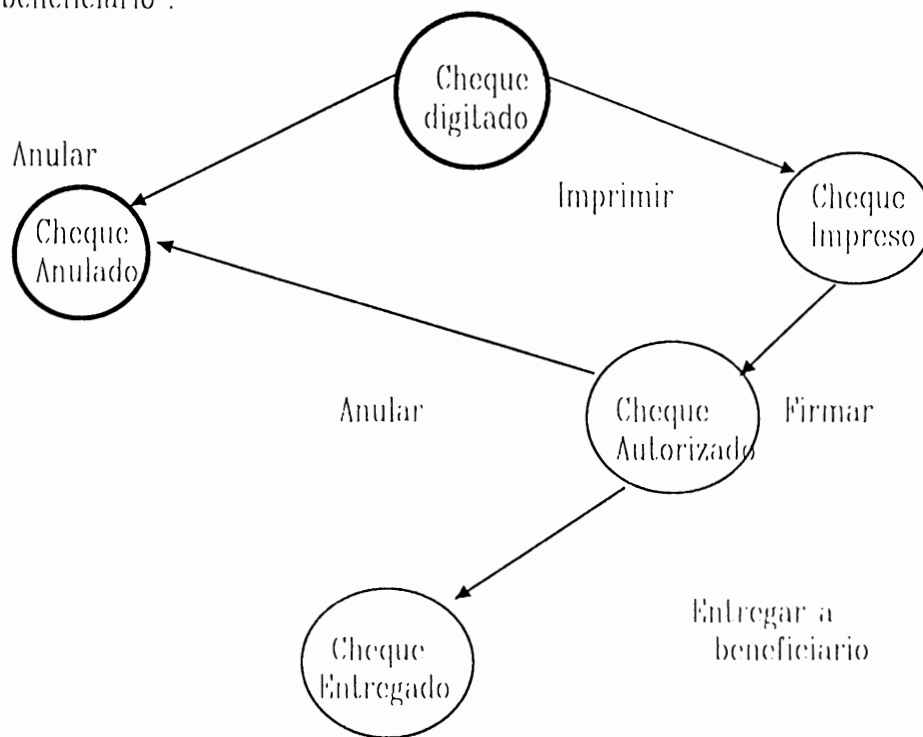 beneficiario .
Cheque
digitado
Anular
Imprimir
Cheque
Impreso
Cheque
Anulado
Anular
Cheque
Autorizado
Firmar
Entregar a
beneficiario
Cheque
Entregado